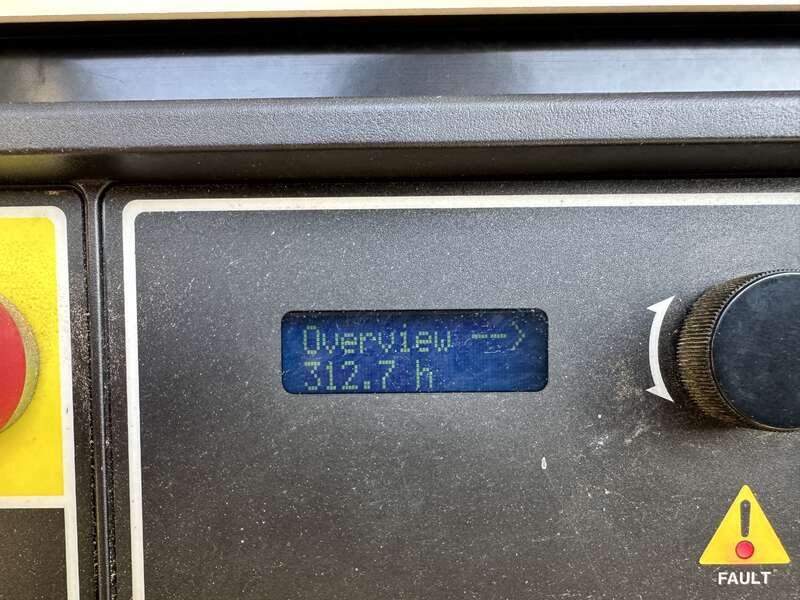 Overview -->
312.7 h
FAULT